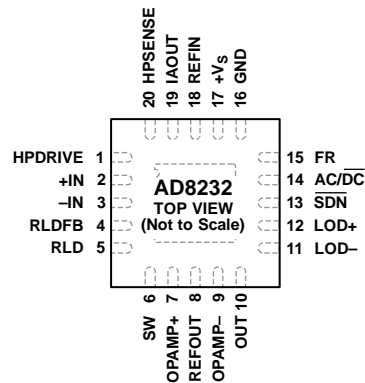 20 HPSENSE
19 IAOUT
18 REFIN
17 +VS
16 GND
HPDRIVE 1
+IN 2
–IN 3
RLDFB 4
RLD 5
AD8232
TOP VIEW
(Not to Scale)
15 FR
14 AC/D̅C̅
13 S̅D̅N̅
12 LOD+
11 LOD–
SW 6
OPAMP+ 7
REFOUT 8
OPAMP– 9
OUT 10